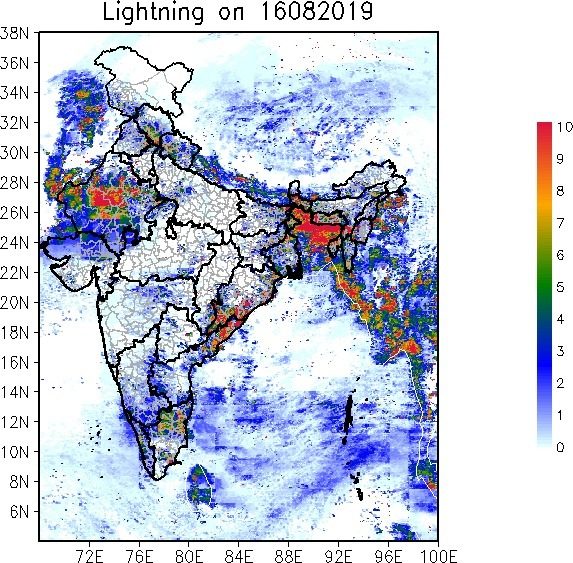 Lightning on 16082019
38N
36N
34N
32N
30N
28N
26N
24N
22N
20N
18N
16N
14N
12N
10N
8N
6N
72E 76E 80E 84E 88E 92E 96E 100E
10
9
8
7
6
5
4
3
2
1
0